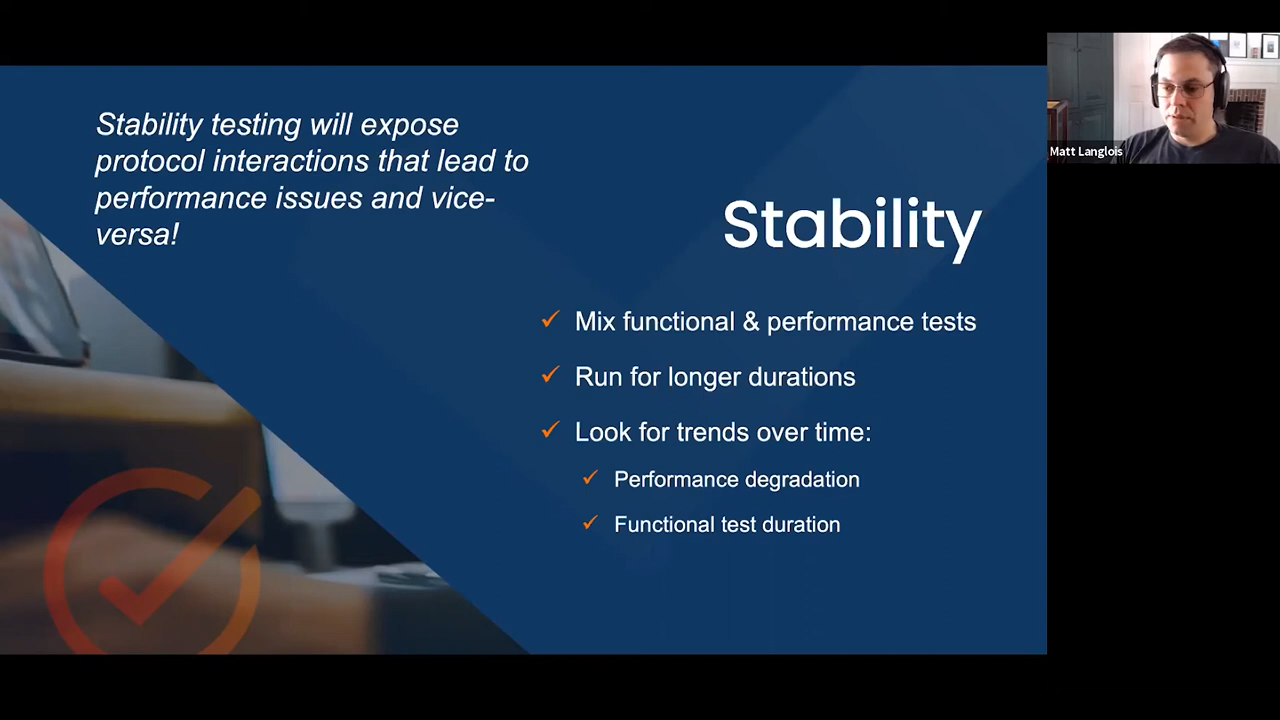 Stability testing will expose
protocol interactions that lead to
performance issues and vice-
versa!
Stability
Mix functional & performance tests
Run for longer durations
Look for trends over time:
Performance degradation
Functional test duration
Matt Langlois